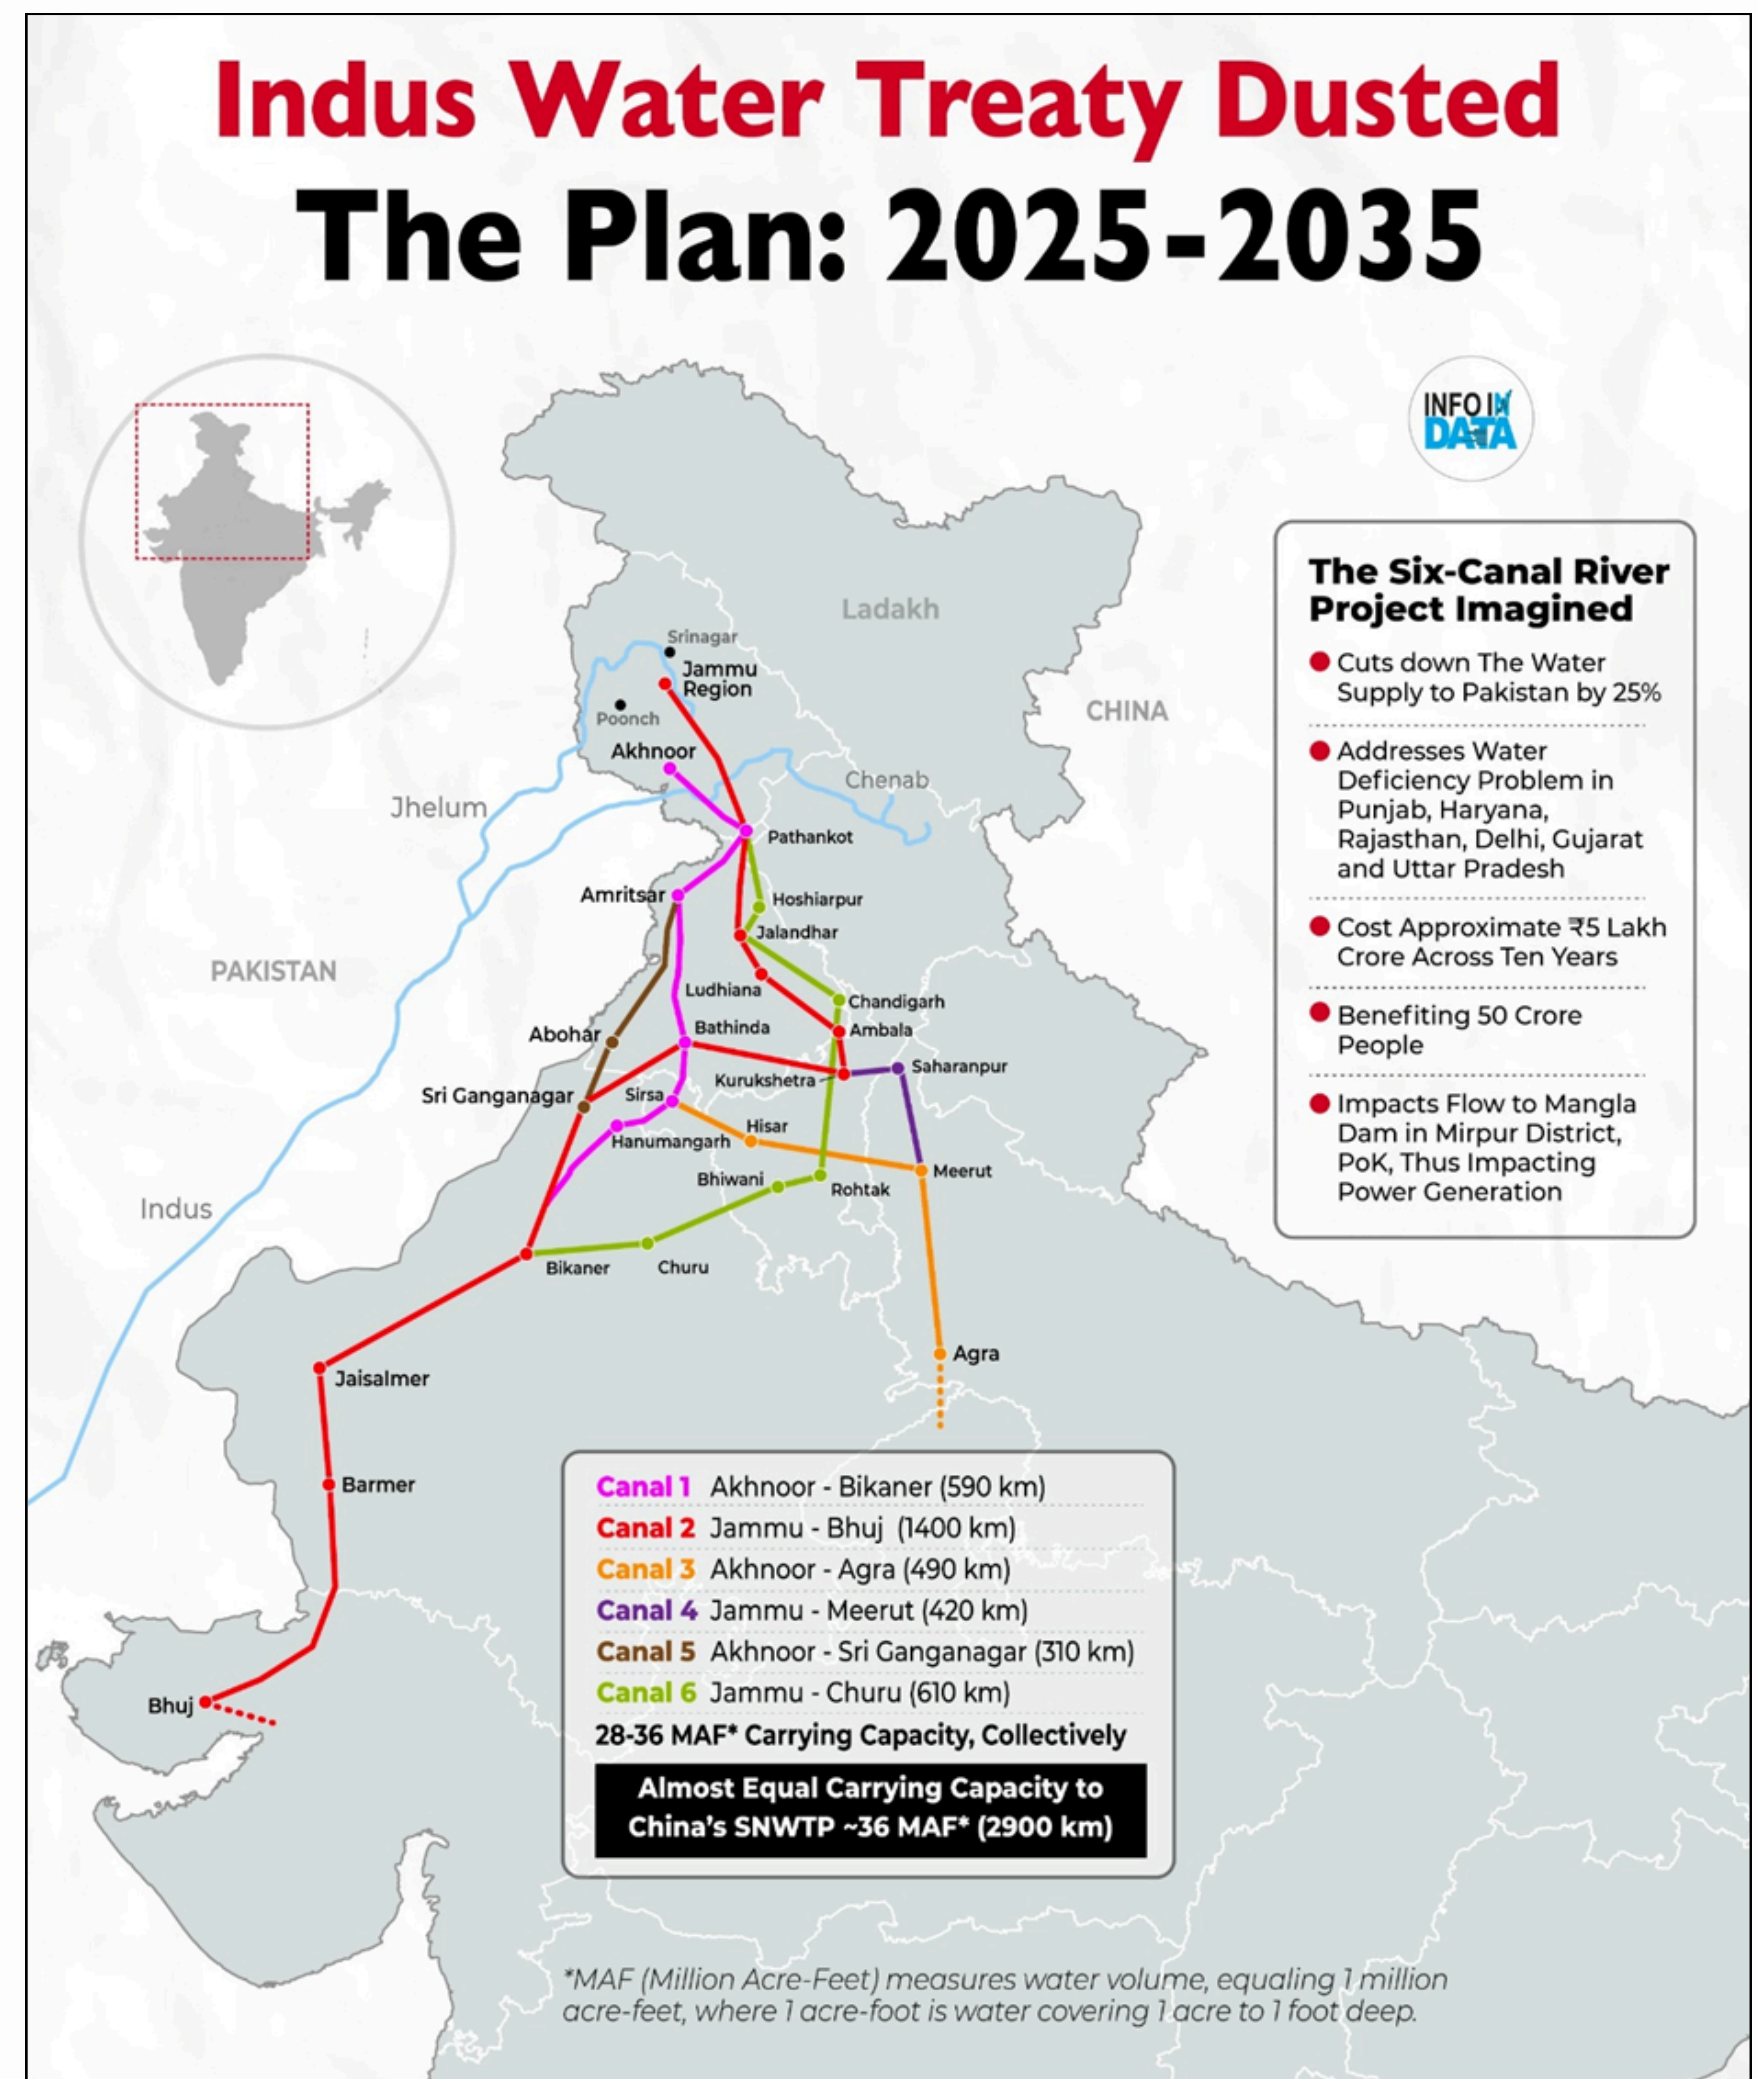 Indus Water Treaty Dusted
The Plan: 2025-2035
INFO IN
DATA
The Six-Canal River
Project Imagined
Cuts down The Water
Supply to Pakistan by 25%
Addresses Water
Deficiency Problem in
Punjab, Haryana,
Rajasthan, Delhi, Gujarat
and Uttar Pradesh
Cost Approximate ₹5 Lakh
Crore Across Ten Years
Benefiting 50 Crore
People
Impacts Flow to Mangla
Dam in Mirpur District,
PoK, Thus Impacting
Power Generation
Ladakh
Srinagar
Jammu
Region
Poonch
CHINA
Akhnoor
Chenab
Jhelum
Pathankot
Amritsar
Hoshiarpur
Jalandhar
PAKISTAN
Ludhiana
Chandigarh
Bathinda
Ambala
Abohar
Saharanpur
Kurukshetra
Sri Ganganagar
Sirsa
Hisar
Hanumangarh
Meerut
Bhiwani
Rohtak
Indus
Bikaner
Churu
Agra
Jaisalmer
Barmer
Bhuj
Canal 1 Akhnoor - Bikaner (590 km)
Canal 2 Jammu - Bhuj (1400 km)
Canal 3 Akhnoor - Agra (490 km)
Canal 4 Jammu - Meerut (420 km)
Canal 5 Akhnoor - Sri Ganganagar (310 km)
Canal 6 Jammu - Churu (610 km)
28-36 MAF* Carrying Capacity, Collectively
Almost Equal Carrying Capacity to
China's SNWTP ~36 MAF* (2900 km)
*MAF (Million Acre-Feet) measures water volume, equaling 1 million
acre-feet, where 1 acre-foot is water covering 1 acre to 1 foot deep.